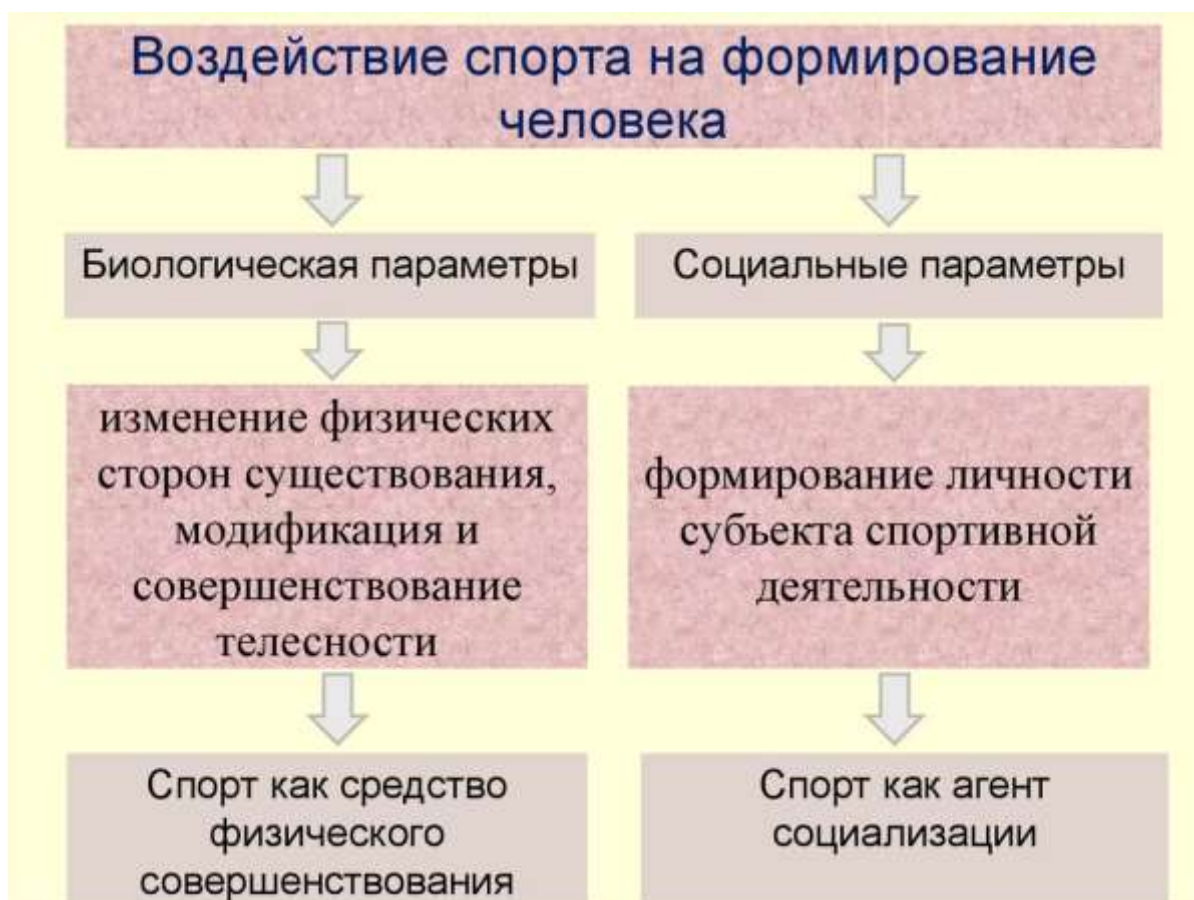 Воздействие спорта на формирование
человека
Биологическая параметры
Социальные параметры
изменение физических
сторон существования,
модификация и
совершенствование
телесности
формирование личности
субъекта спортивной
деятельности
Спорт как средство
физического
совершенствования
Спорт как агент
социализации